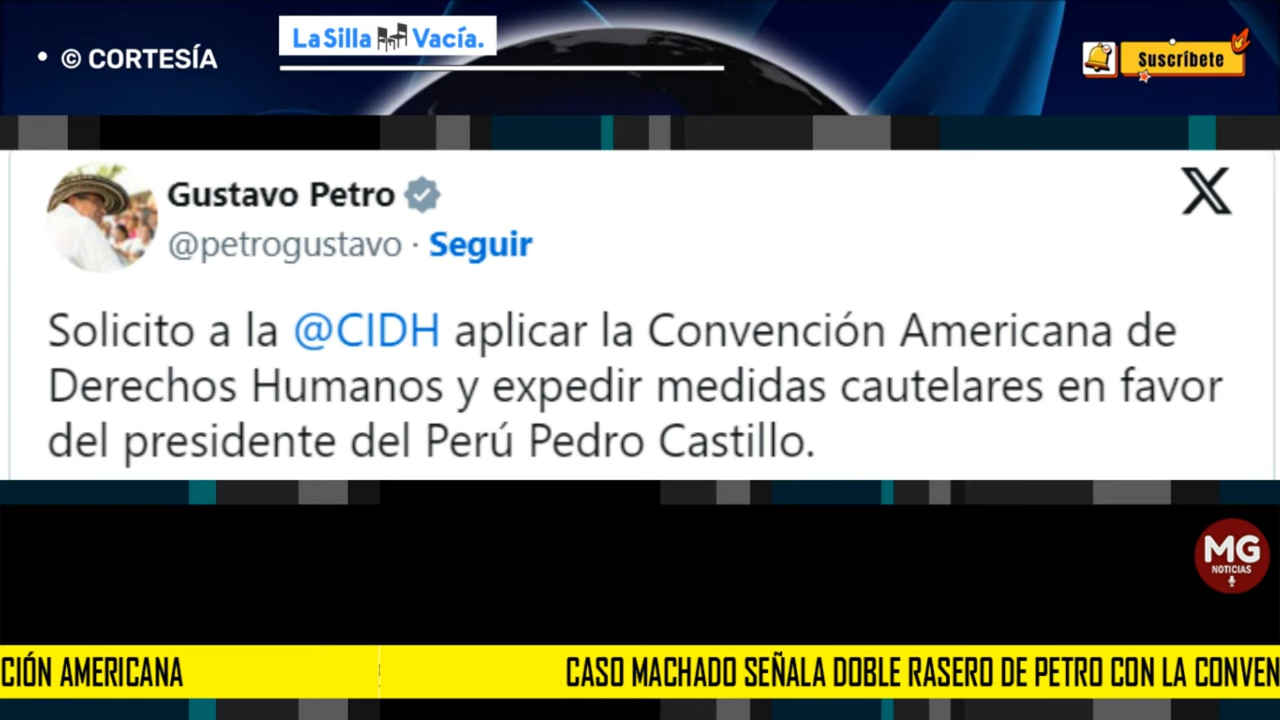 • © CORTESÍA
La Silla Vacía.
Suscríbete
Gustavo Petro
@petrogustavo · Seguir
Solicito a la @CIDH aplicar la Convención Americana de
Derechos Humanos y expedir medidas cautelares en favor
del presidente del Perú Pedro Castillo.
MG
NOTICIAS
CIÓN AMERICANA
CASO MACHADO SEÑALA DOBLE RASERO DE PETRO CON LA CONVEN